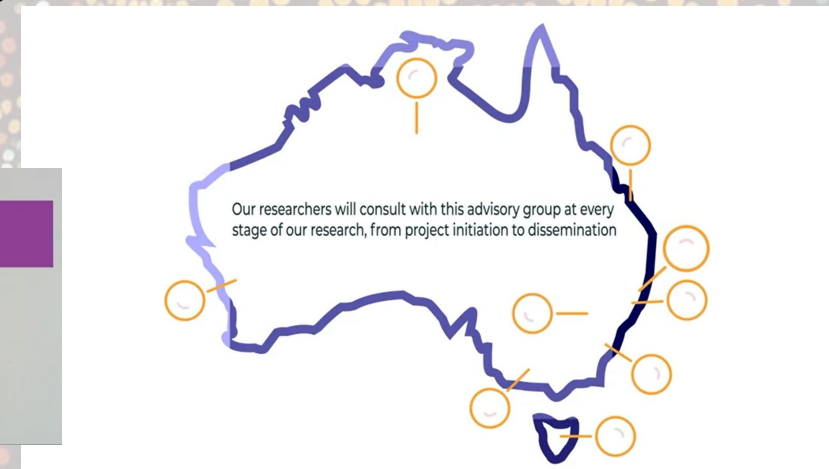 Our researchers will consult with this advisory group at every
stage of our research, from project initiation to dissemination